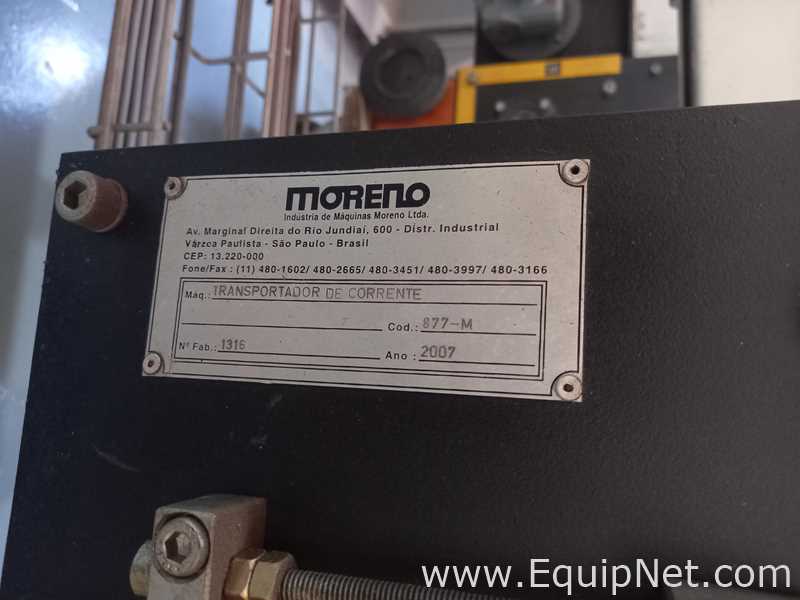 MORENO
Industria de Máquinas Moreno Ltda.
Av. Marginal Direita do Rio Jundiaí, 600 - Distr. Industrial
Várzea Paulista - São Paulo - Brasil
CEP: 13.220-000
Fone/Fax : (11) 480-1602/ 480-2665/ 480-3451/ 480-3997/ 480-3166
Máq.: TRANSPORTADOR DE CORRENTE
Cod.: 877-M
Nº Fab.: 1316 Ano : 2007
www.EquipNet.com